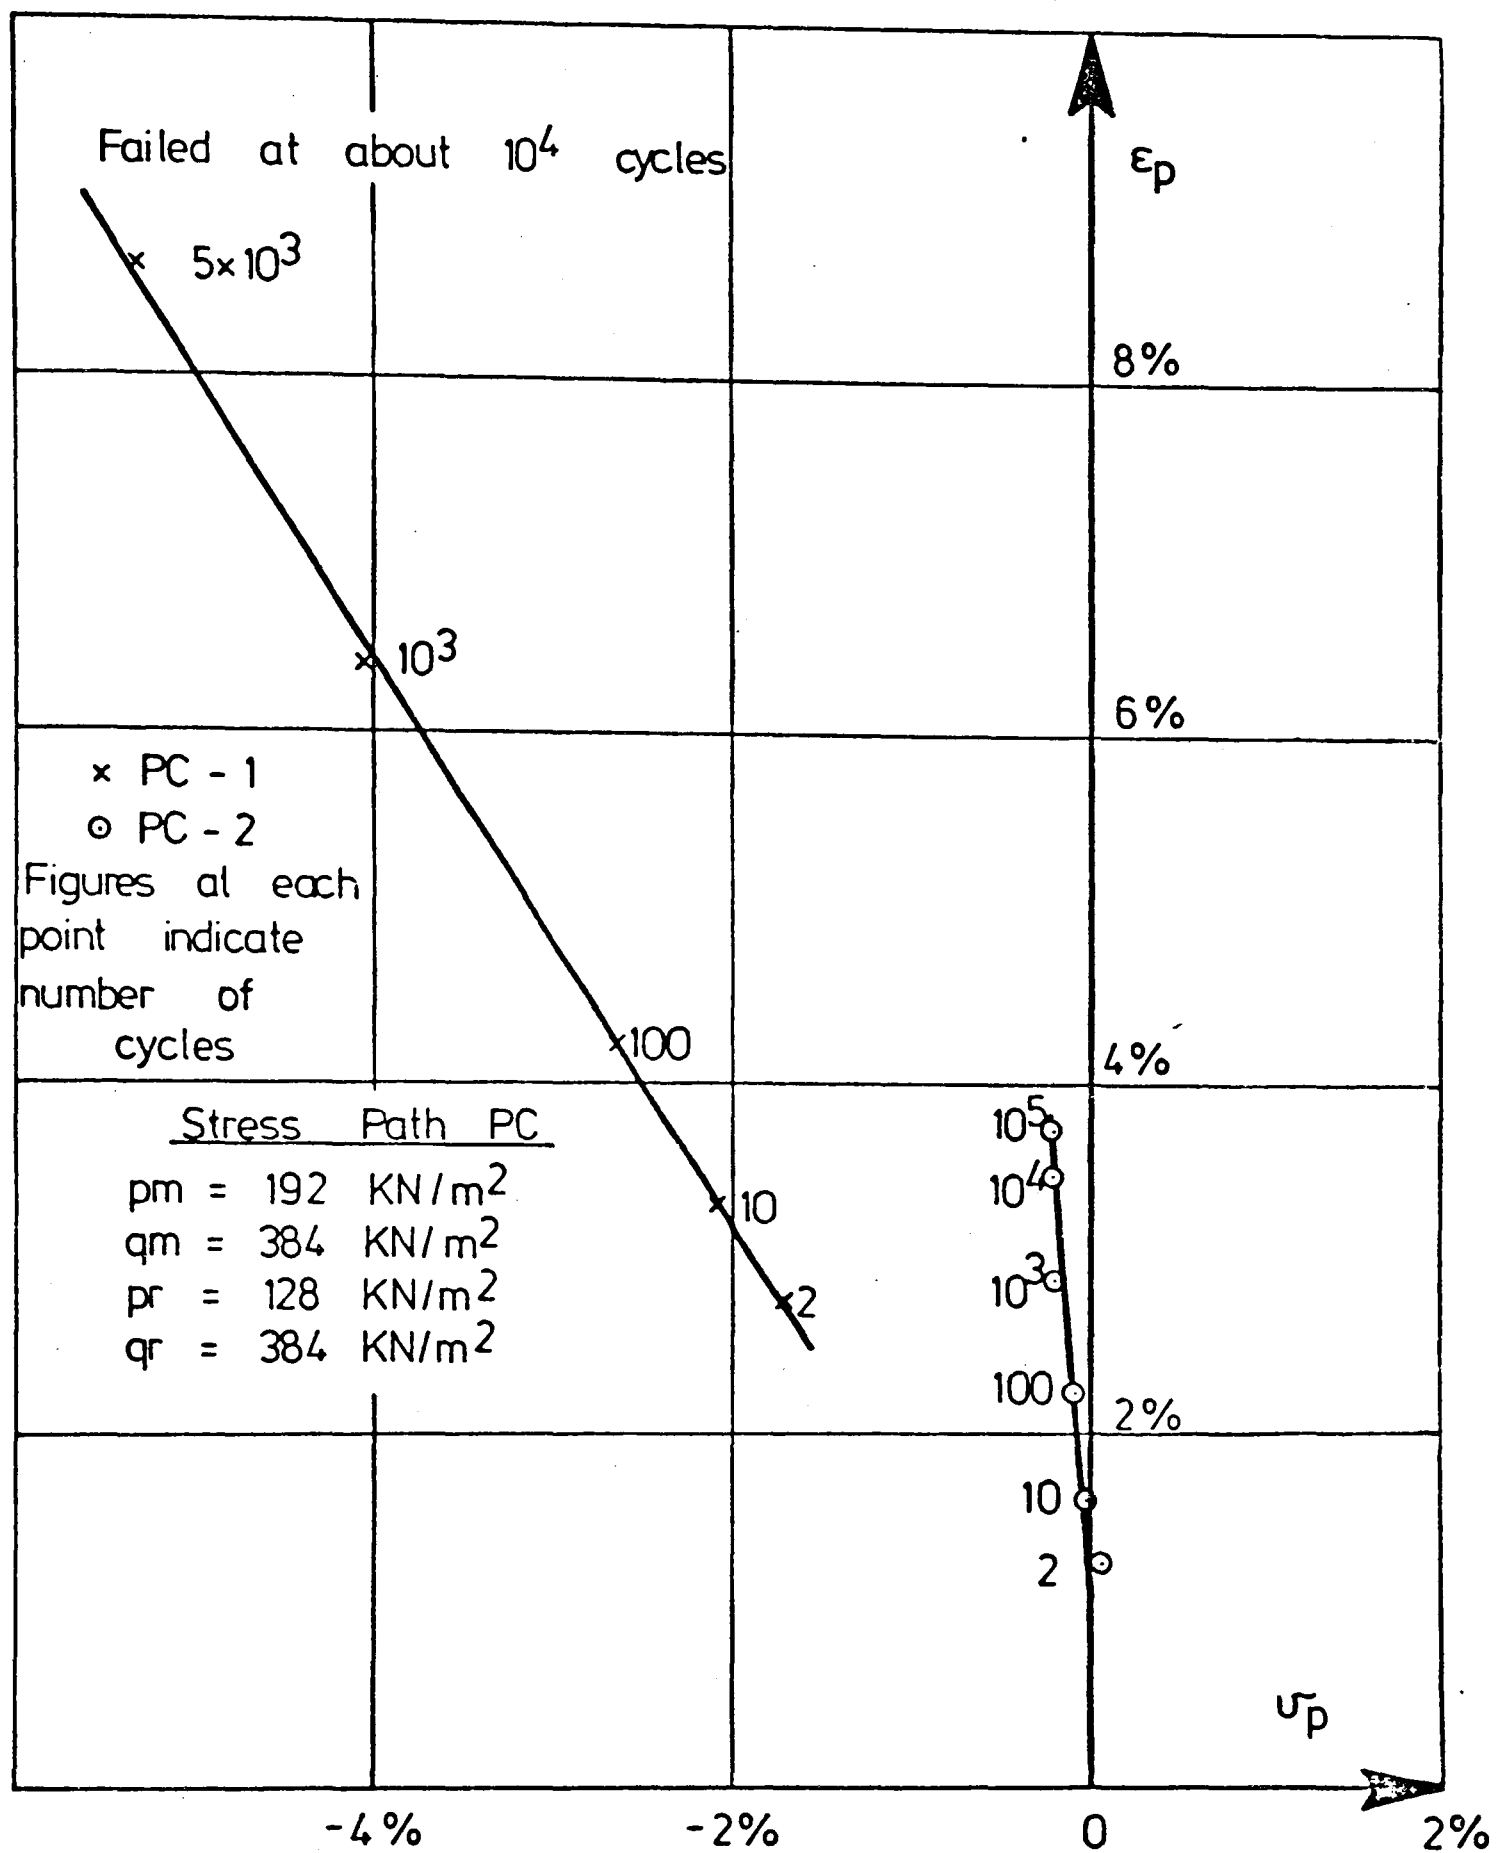 Failed at about 10⁴ cycles
εp
5×10³
8%
10³
6%
× PC - 1
⊙ PC - 2
Figures al each
point indicate
number of
cycles
100
4%
Stress Path PC
pm = 192 KN/m²
qm = 384 KN/m²
pr = 128 KN/m²
qr = 384 KN/m²
10
2
10⁵
10⁴
10³
100
2%
10
2
υp
-4%
-2%
0
2%